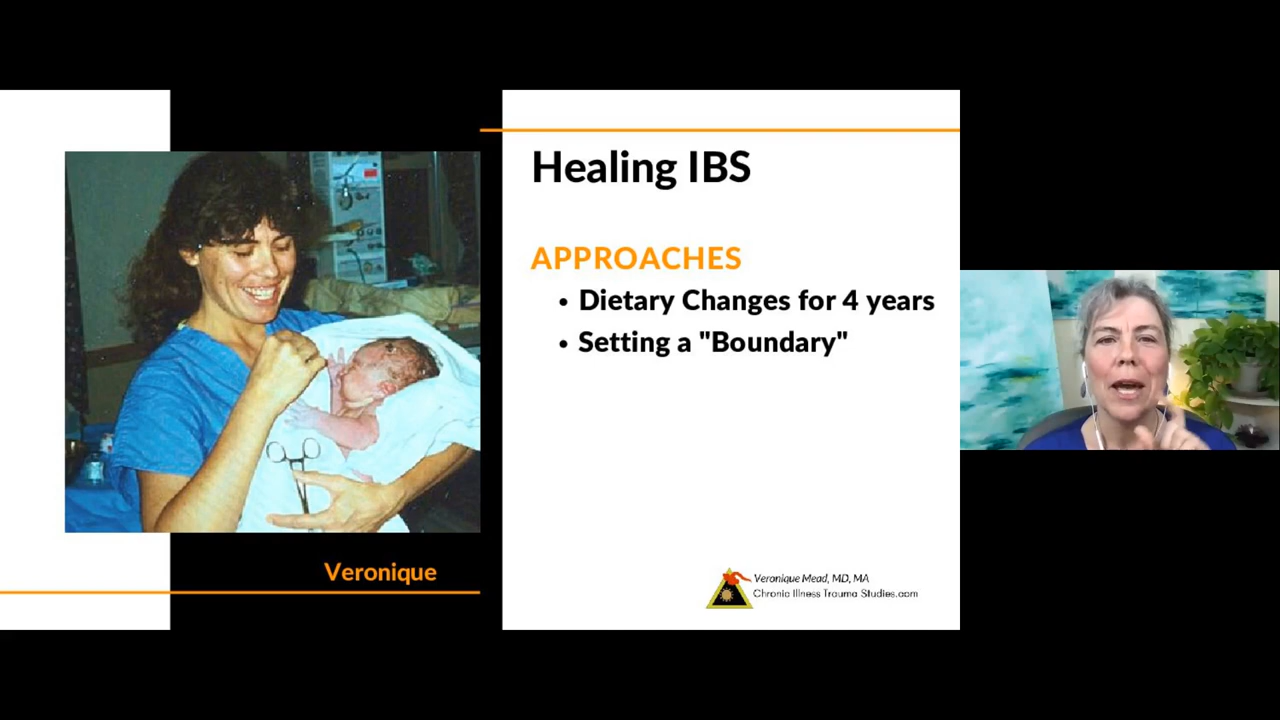 Healing IBS
APPROACHES
• Dietary Changes for 4 years
• Setting a "Boundary"
Veronique
Veronique Mead, MD, MA
Chronic Illness Trauma Studies.com